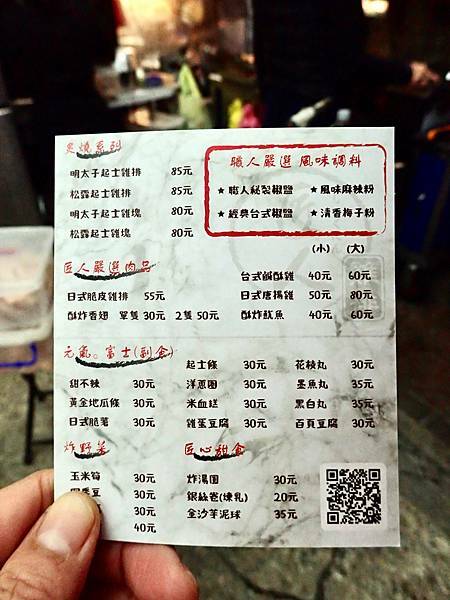 炙燒系列
明太子起士雞排 85元
松露起士雞排 85元
明太子起士雞塊 80元
松露起士雞塊 80元
職人嚴選 風味調料
★ 職人秘製椒鹽 ★ 風味麻辣粉
★ 經典台式椒鹽 ★ 清香梅子粉
匠人嚴選肉品
日式脆皮雞排 55元
酥炸香翅 單隻 30元 2隻 50元
(小) (大)
台式鹹酥雞 40元 60元
日式唐揚雞 50元 80元
酥炸魷魚 40元 60元
元氣。富士(副食)
甜不辣 30元
黃金地瓜條 30元
日式脆薯 30元
起士條 30元
洋蔥圈 30元
米血糕 30元
雞蛋豆腐 30元
花枝丸 30元
墨魚丸 35元
黑白丸 35元
百頁豆腐 30元
炸野菜
玉米筍 30元
四季豆 30元
30元
40元
匠心甜食
炸湯圓 30元
銀絲卷(煉乳) 20元
金沙芋泥球 35元